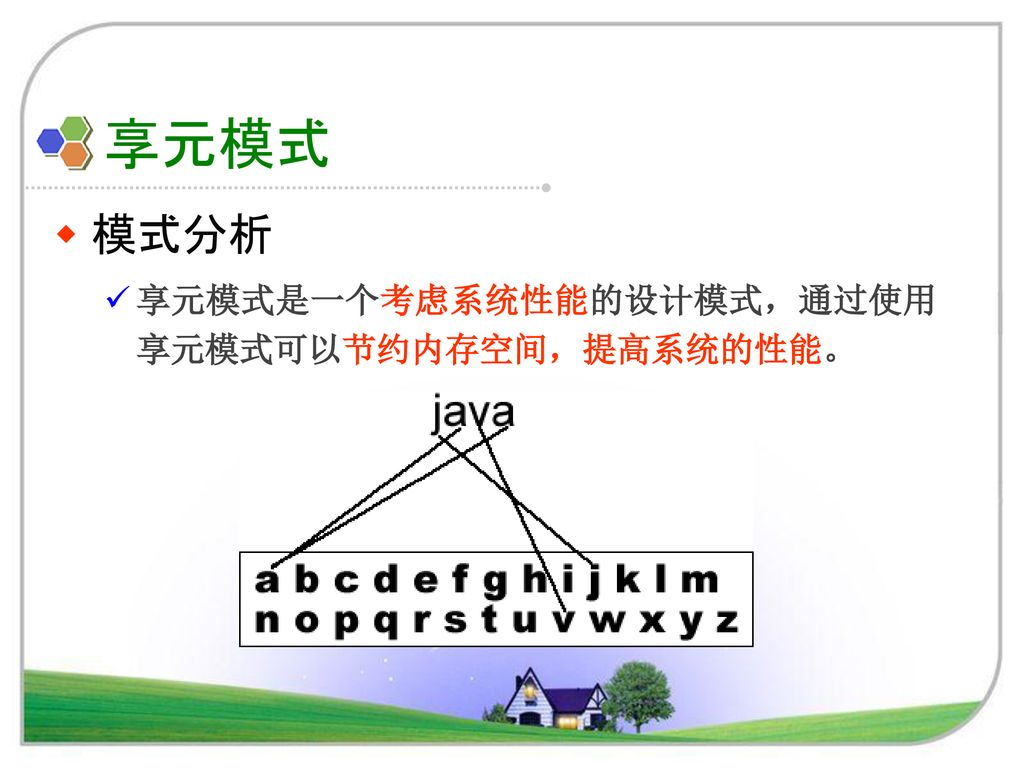 享元模式
模式分析
享元模式是一个考虑系统性能的设计模式，通过使用
享元模式可以节约内存空间，提高系统的性能。
java
a b c d e f g h i j k l m
n o p q r s t u v w x y z